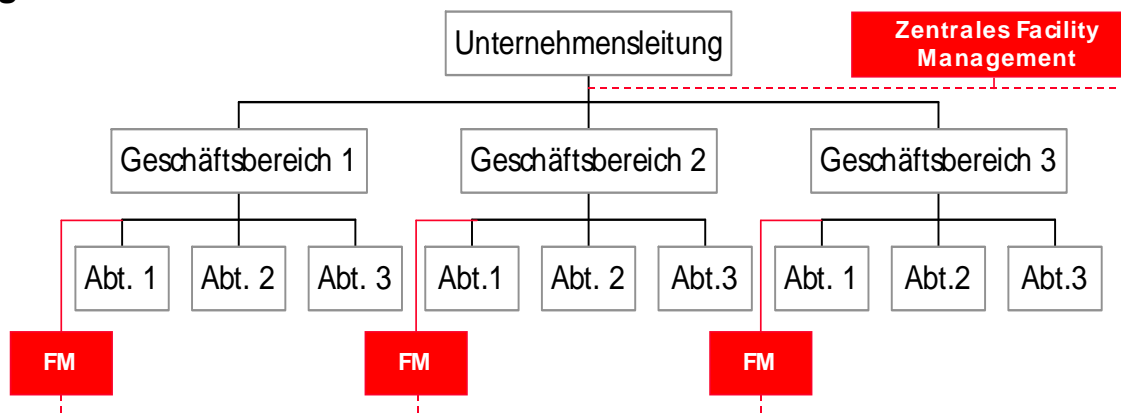 g
Unternehmensleitung
Zentrales Facility
Management
Geschäftsbereich 1
Geschäftsbereich 2
Geschäftsbereich 3
Abt. 1
Abt. 2
Abt. 3
Abt.1
Abt. 2
Abt.3
Abt. 1
Abt.2
Abt.3
FM
FM
FM